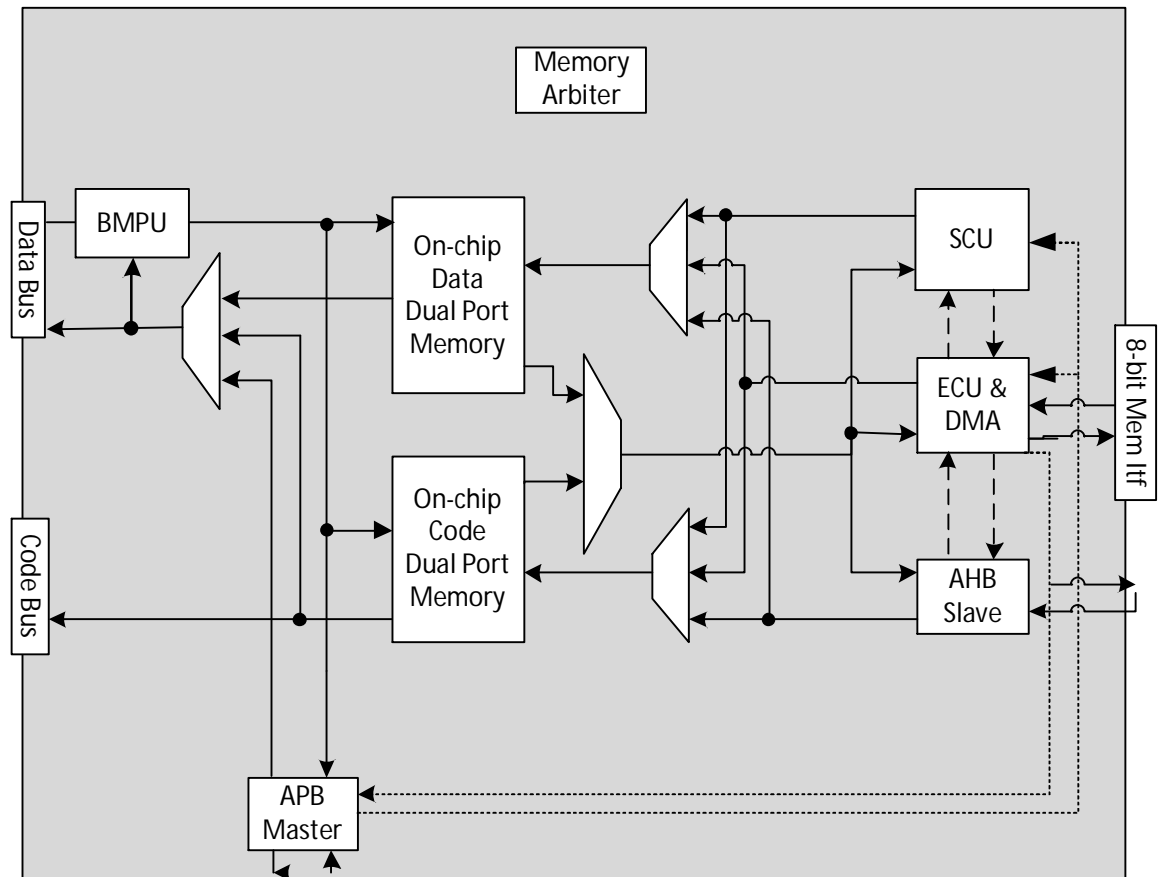 Memory
Arbiter
Data Bus
BMPU
On-chip
Data
Dual Port
Memory
SCU
ECU &
DMA
8-bit Mem Itf
Code Bus
On-chip
Code
Dual Port
Memory
AHB
Slave
APB
Master